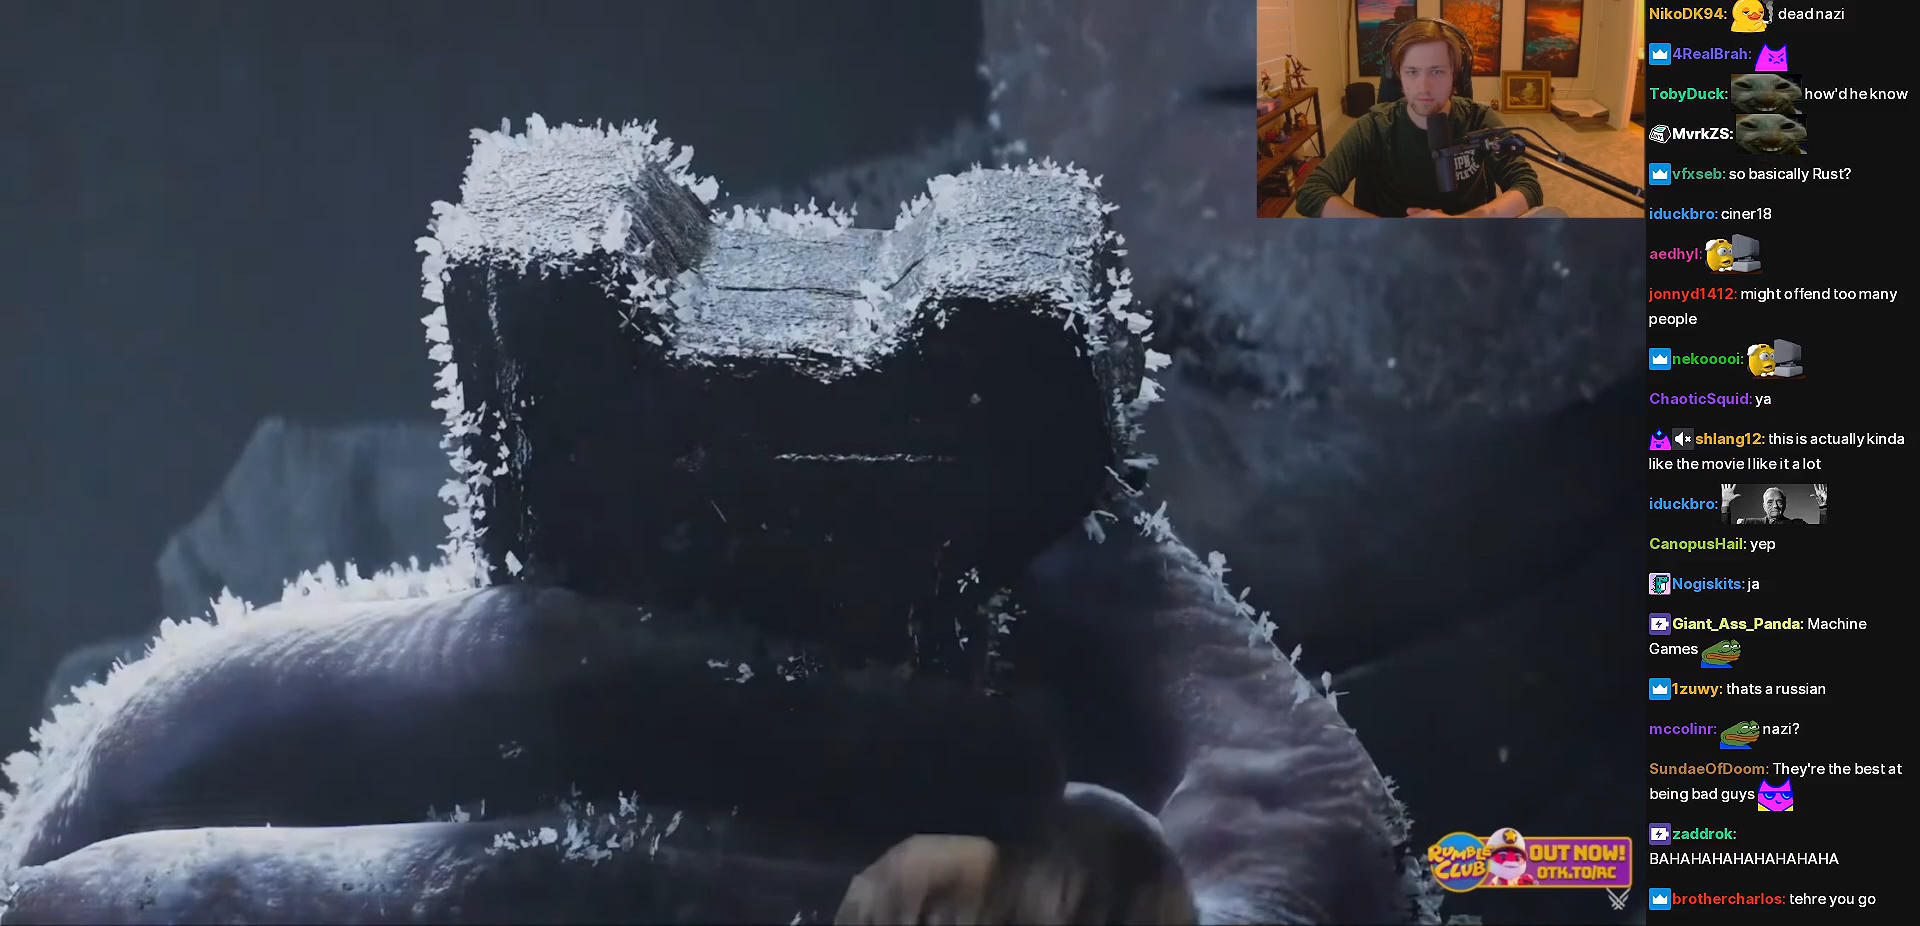 NikoDK94: dead nazi
4RealBrah:
TobyDuck: how'd he know
MvrkZS:
vfxseb: so basically Rust?
iduckbro: ciner18
aedhyl:
jonnyd1412: might offend too many
people
nekooooi:
ChaoticSquid: ya
shlang12: this is actually kinda
like the movie I like it a lot
iduckbro:
CanopusHail: yep
Nogiskits: ja
Giant_Ass_Panda: Machine
Games
1zuwy: thats a russian
mccolinr: nazi?
SundaeOfDoom: They're the best at
being bad guys
zaddrok:
BAHAHAHAHAHAHAHAHA
brothercharlos: tehre you go
RUMBLE
CLUB
OUT NOW!
OTK.TO/RC